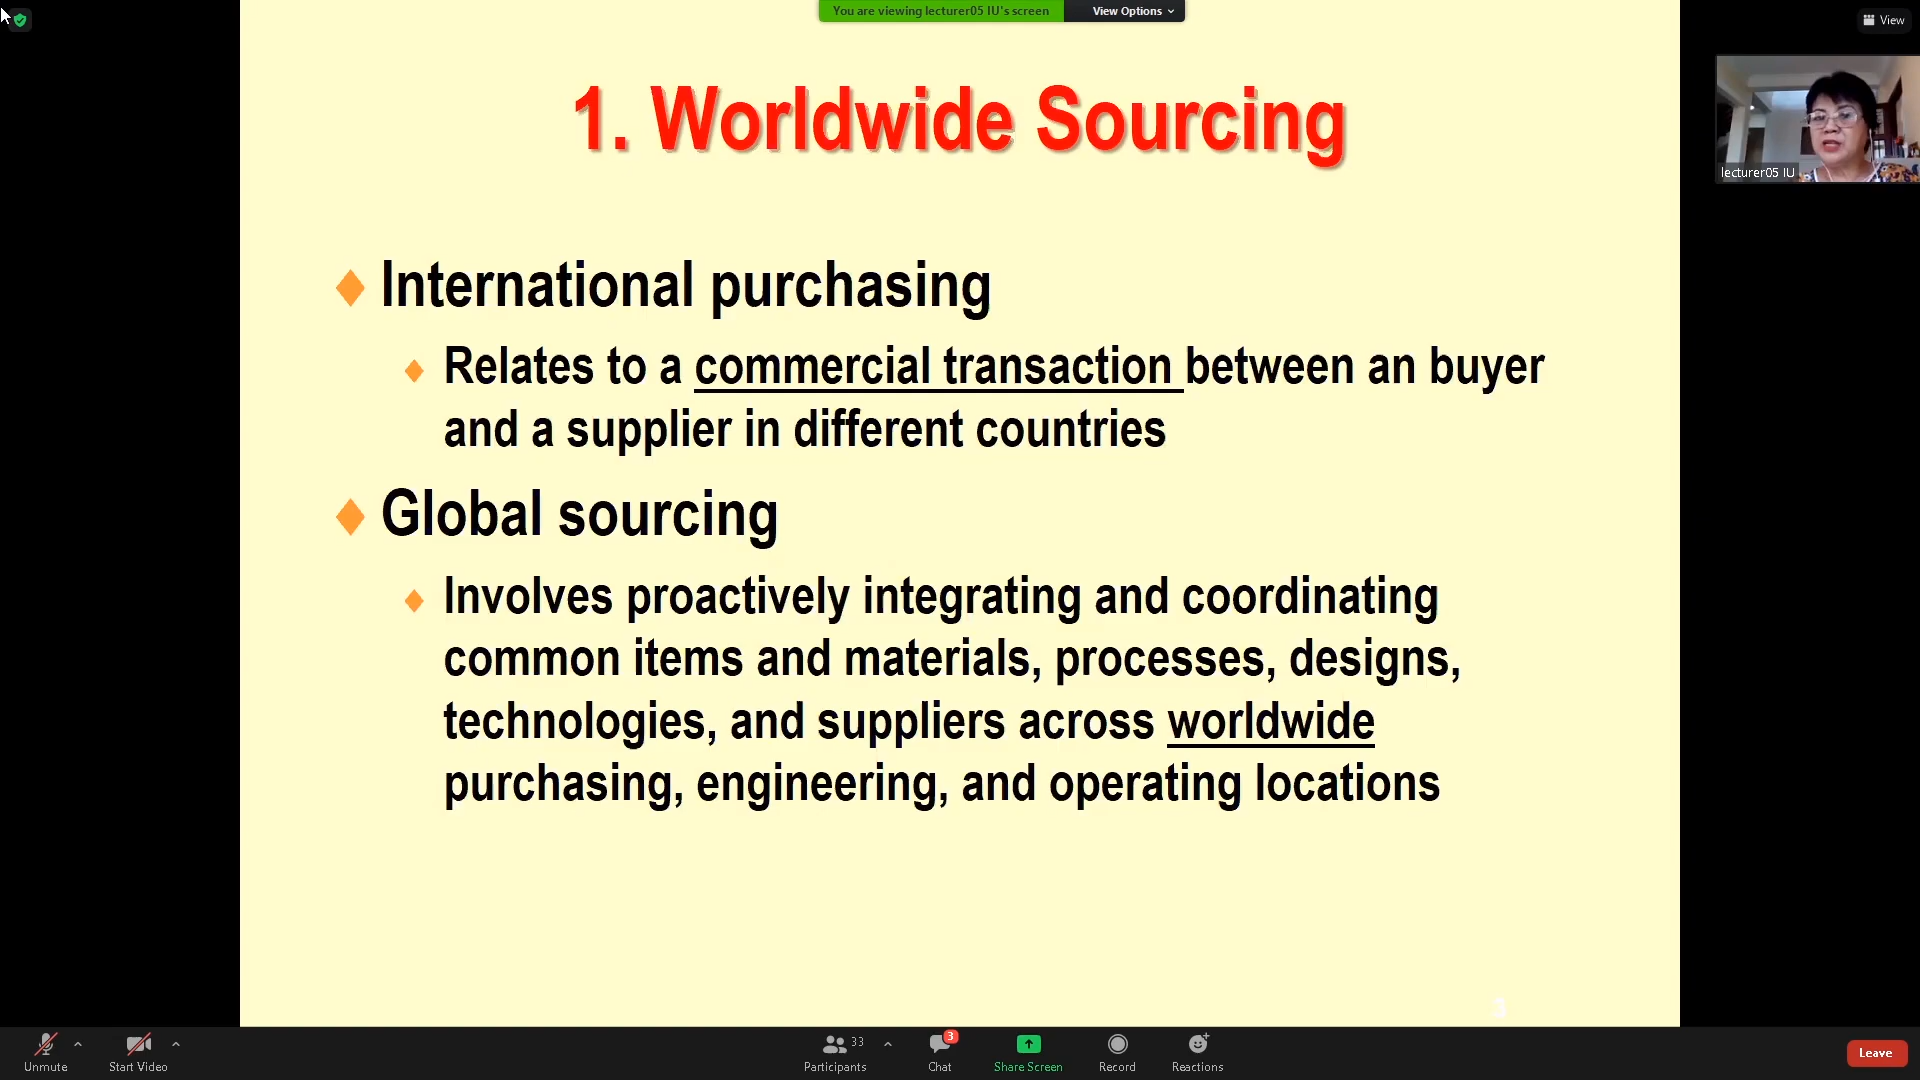 You are viewing lecturer05 IU's screen
View Options
View
1. Worldwide Sourcing
lecturer05 IU
International purchasing
Relates to a commercial transaction between an buyer
and a supplier in different countries
Global sourcing
Involves proactively integrating and coordinating
common items and materials, processes, designs,
technologies, and suppliers across worldwide
purchasing, engineering, and operating locations
3
Unmute
Start Video
33
Participants
3
Chat
Share Screen
Record
Reactions
Leave